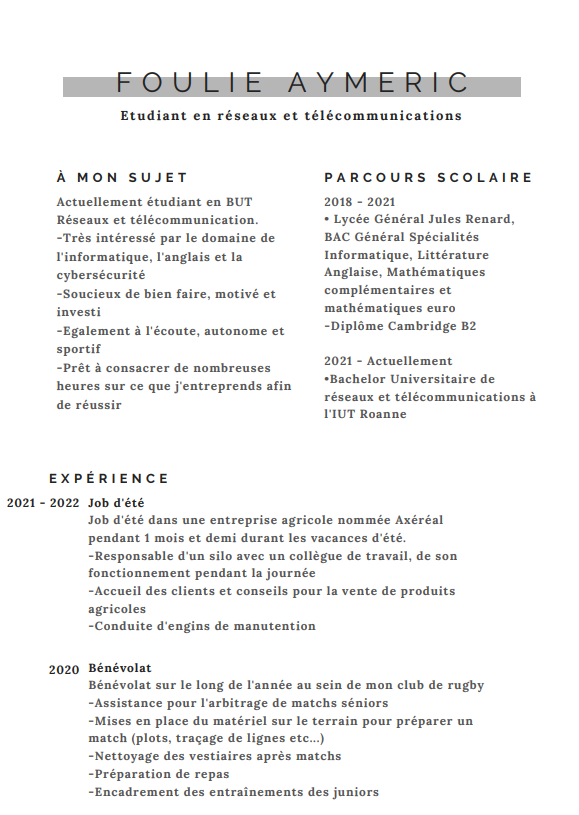 FOULIE AYMERIC
Etudiant en réseaux et télécommunications
À MON SUJET
Actuellement étudiant en BUT
Réseaux et télécommunication.
-Très intéressé par le domaine de
l'informatique, l'anglais et la
cybersécurité
-Soucieux de bien faire, motivé et
investi
-Egalement à l'écoute, autonome et
sportif
-Prêt à consacrer de nombreuses
heures sur ce que j'entreprends afin
de réussir
PARCOURS SCOLAIRE
2018 - 2021
• Lycée Général Jules Renard,
BAC Général Spécialités
Informatique, Littérature
Anglaise, Mathématiques
complémentaires et
mathématiques euro
-Diplôme Cambridge B2
2021 - Actuellement
•Bachelor Universitaire de
réseaux et télécommunications à
l'IUT Roanne
EXPÉRIENCE
2021 - 2022 Job d'été
Job d'été dans une entreprise agricole nommée Axéréal
pendant 1 mois et demi durant les vacances d'été.
-Responsable d'un silo avec un collègue de travail, de son
fonctionnement pendant la journée
-Accueil des clients et conseils pour la vente de produits
agricoles
-Conduite d'engins de manutention
2020 Bénévolat
Bénévolat sur le long de l'année au sein de mon club de rugby
-Assistance pour l'arbitrage de matchs séniors
-Mises en place du matériel sur le terrain pour préparer un
match (plots, traçage de lignes etc...)
-Nettoyage des vestiaires après matchs
-Préparation de repas
-Encadrement des entraînements des juniors